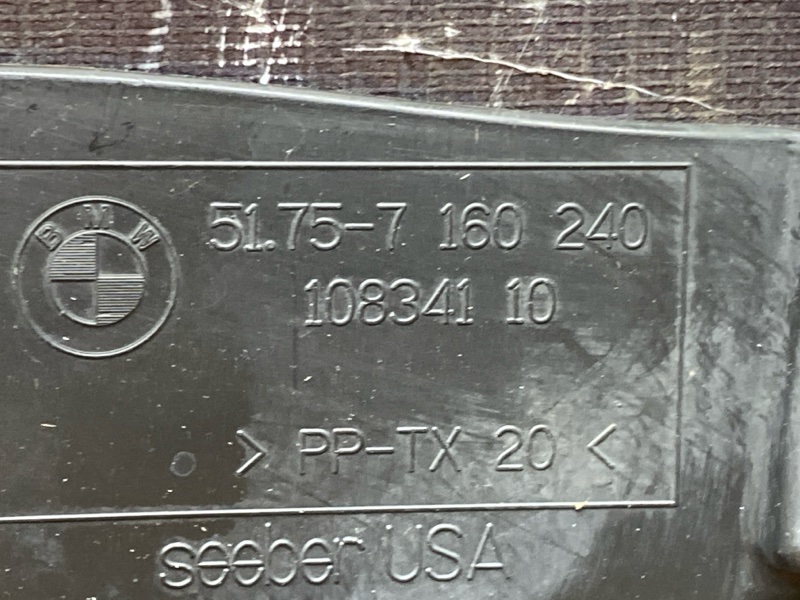 BMW
51.75-7 160 240
108341 10
> PP-TX 20 <
seeber USA